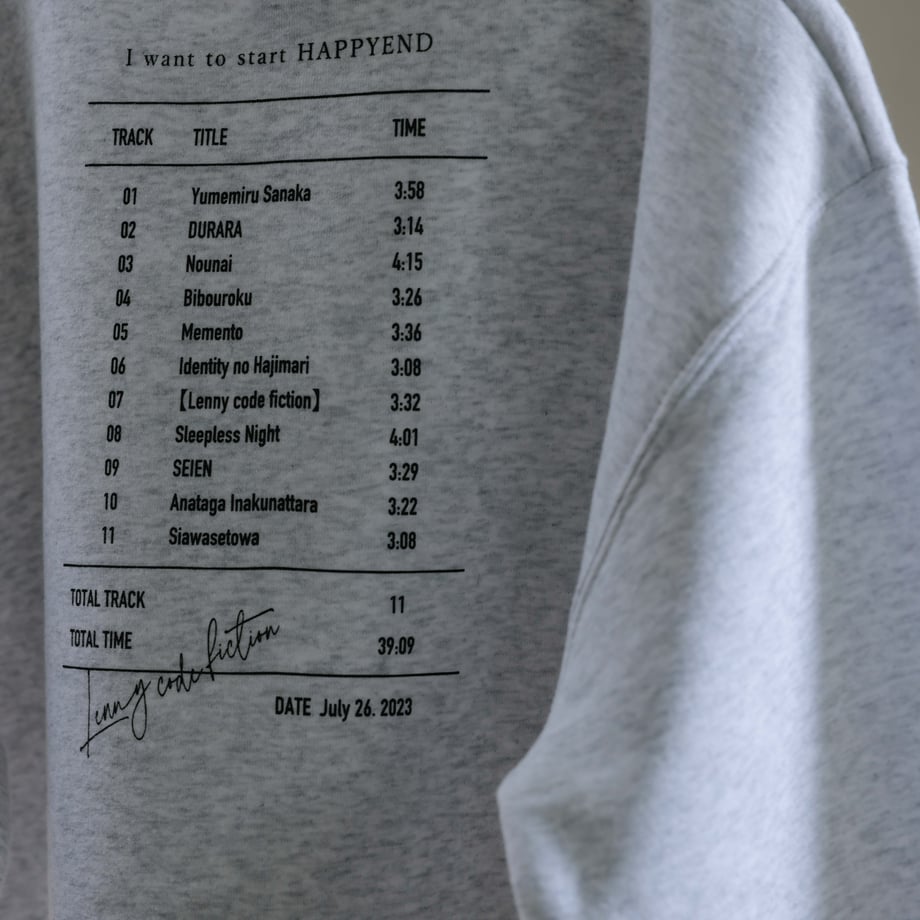 I want to start HAPPYEND
TRACK TITLE TIME
01 Yumemiru Sanaka 3:58
02 DURARA 3:14
03 Nounai 4:15
04 Bibouroku 3:26
05 Memento 3:36
06 Identity no Hajimari 3:08
07 【Lenny code fiction】 3:32
08 Sleepless Night 4:01
09 SEIEN 3:29
10 Anataga Inakunattara 3:22
11 Siawasetowa 3:08
TOTAL TRACK 11
TOTAL TIME 39:09
Lenny code fiction
DATE July 26. 2023